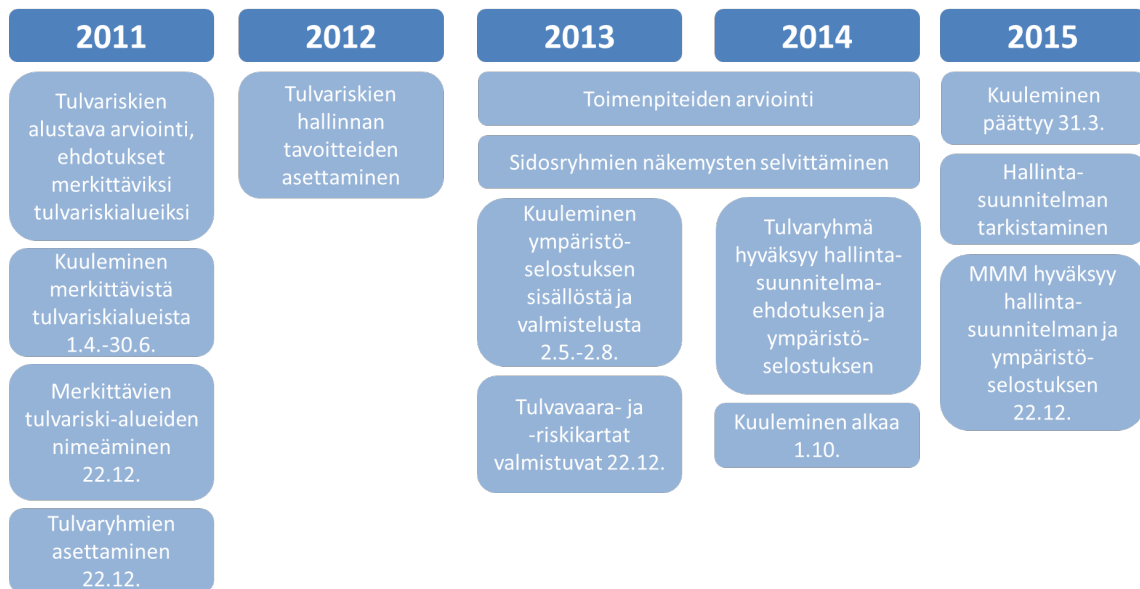 2011
Tulvariskien
alustava arviointi,
ehdotukset
merkittäviksi
tulvariskialueiksi
Kuuleminen
merkittävistä
tulvariskialueista
1.4.-30.6.
Merkittävien
tulvariski-alueiden
nimeäminen
22.12.
Tulvaryhmien
asettaminen
22.12.
2012
Tulvariskien
hallinnan
tavoitteiden
asettaminen
2013
2014
Toimenpiteiden arviointi
Sidosryhmien näkemysten selvittäminen
Kuuleminen
ympäristö-
selostuksen
sisällöstä ja
valmistelusta
2.5.-2.8.
Tulvavaara- ja
-riskikartat
valmistuvat 22.12.
Tulvaryhmä
hyväksyy hallinta-
suunnitelma-
ehdotuksen ja
ympäristö-
selostuksen
Kuuleminen alkaa
1.10.
2015
Kuuleminen
päättyy 31.3.
Hallinta-
suunnitelman
tarkistaminen
MMM hyväksyy
hallinta-
suunnitelman ja
ympäristö-
selostuksen
22.12.